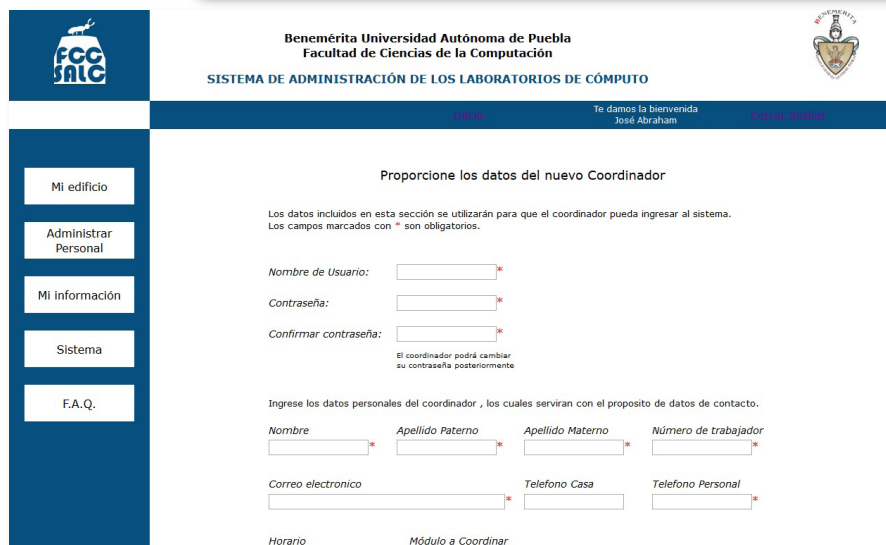 FCC
SALC
Benemérita Universidad Autónoma de Puebla
Facultad de Ciencias de la Computación
SISTEMA DE ADMINISTRACIÓN DE LOS LABORATORIOS DE CÓMPUTO
BENEMERITA
Inicio
Te damos la bienvenida
José Abraham
Cerrar Sesión
Mi edificio
Administrar
Personal
Mi información
Sistema
F.A.Q.
Proporcione los datos del nuevo Coordinador
Los datos incluidos en esta sección se utilizarán para que el coordinador pueda ingresar al sistema.
Los campos marcados con * son obligatorios.
Nombre de Usuario: *
Contraseña: *
Confirmar contraseña: *
El coordinador podrá cambiar
su contraseña posteriormente
Ingrese los datos personales del coordinador , los cuales serviran con el proposito de datos de contacto.
Nombre Apellido Paterno Apellido Materno Número de trabajador
* * * *
Correo electronico Telefono Casa Telefono Personal
* *
Horario Módulo a Coordinar